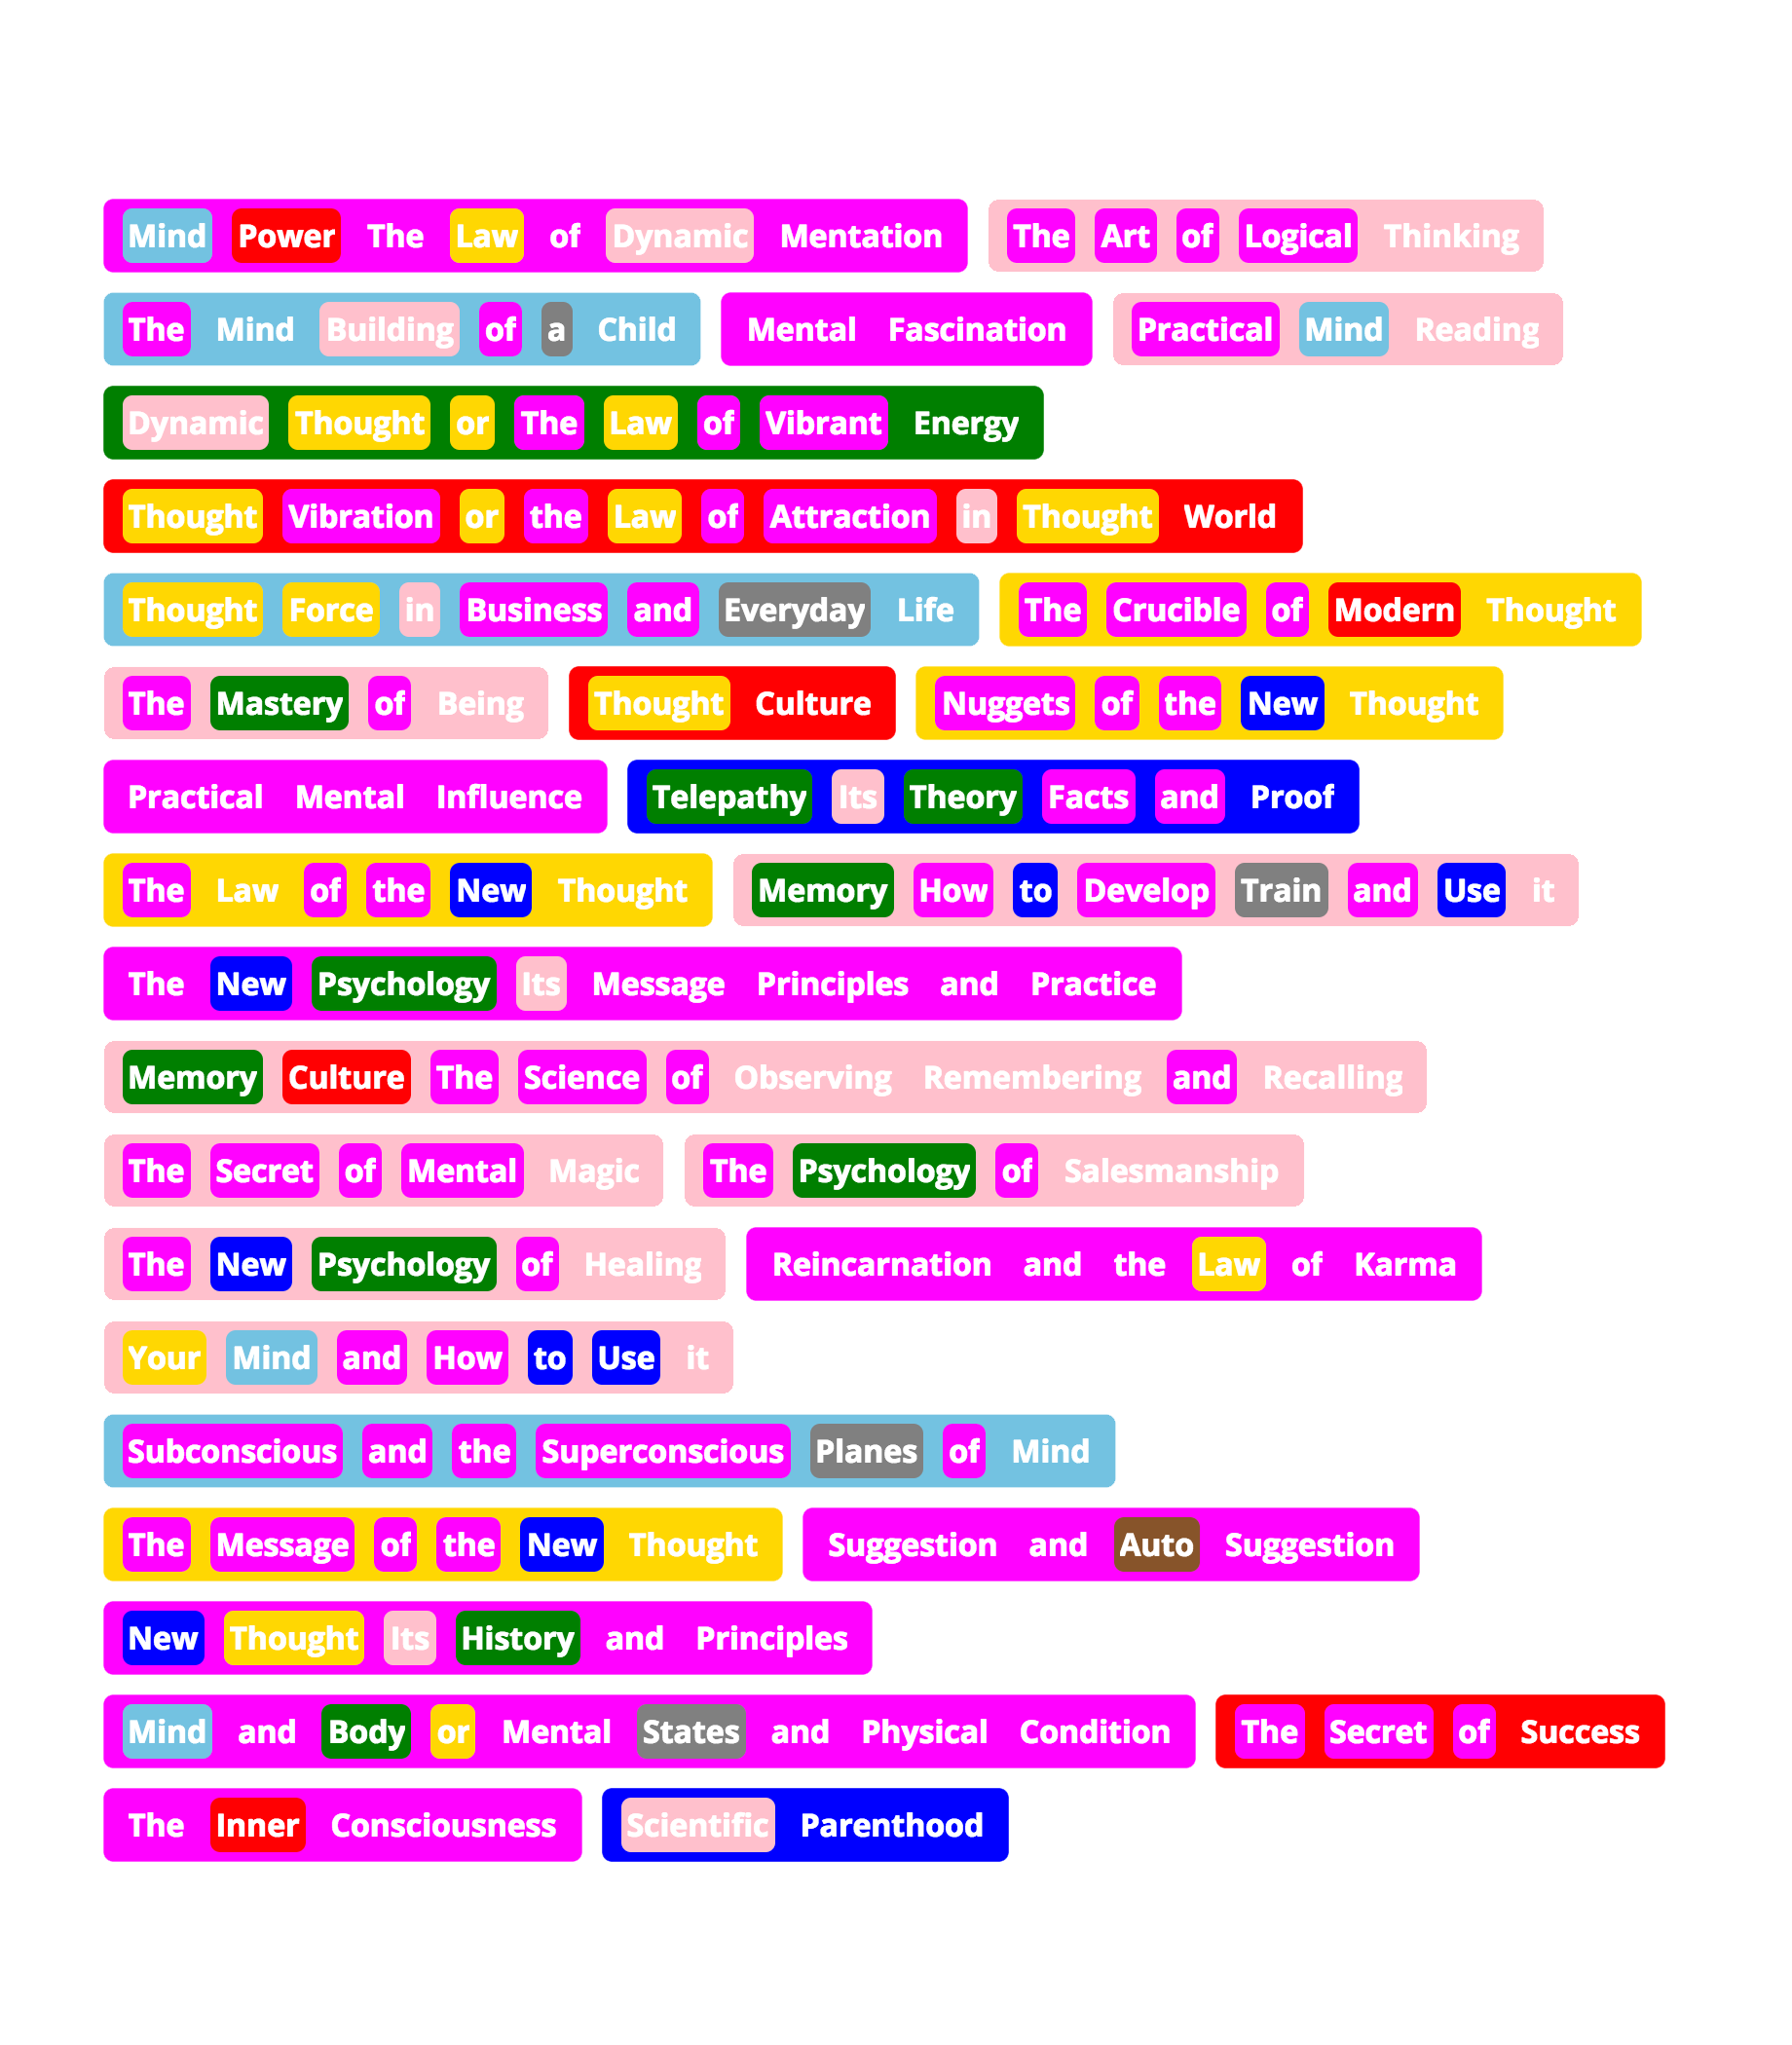 Mind Power The Law of Dynamic Mentation The Art of Logical Thinking
The Mind Building of a Child Mental Fascination Practical Mind Reading
Dynamic Thought or The Law of Vibrant Energy
Thought Vibration or the Law of Attraction in Thought World
Thought Force in Business and Everyday Life The Crucible of Modern Thought
The Mastery of Being Thought Culture Nuggets of the New Thought
Practical Mental Influence Telepathy Its Theory Facts and Proof
The Law of the New Thought Memory How to Develop Train and Use it
The New Psychology Its Message Principles and Practice
Memory Culture The Science of Observing Remembering and Recalling
The Secret of Mental Magic The Psychology of Salesmanship
The New Psychology of Healing Reincarnation and the Law of Karma
Your Mind and How to Use it
Subconscious and the Superconscious Planes of Mind
The Message of the New Thought Suggestion and Auto Suggestion
New Thought Its History and Principles
Mind and Body or Mental States and Physical Condition The Secret of Success
The Inner Consciousness Scientific Parenthood